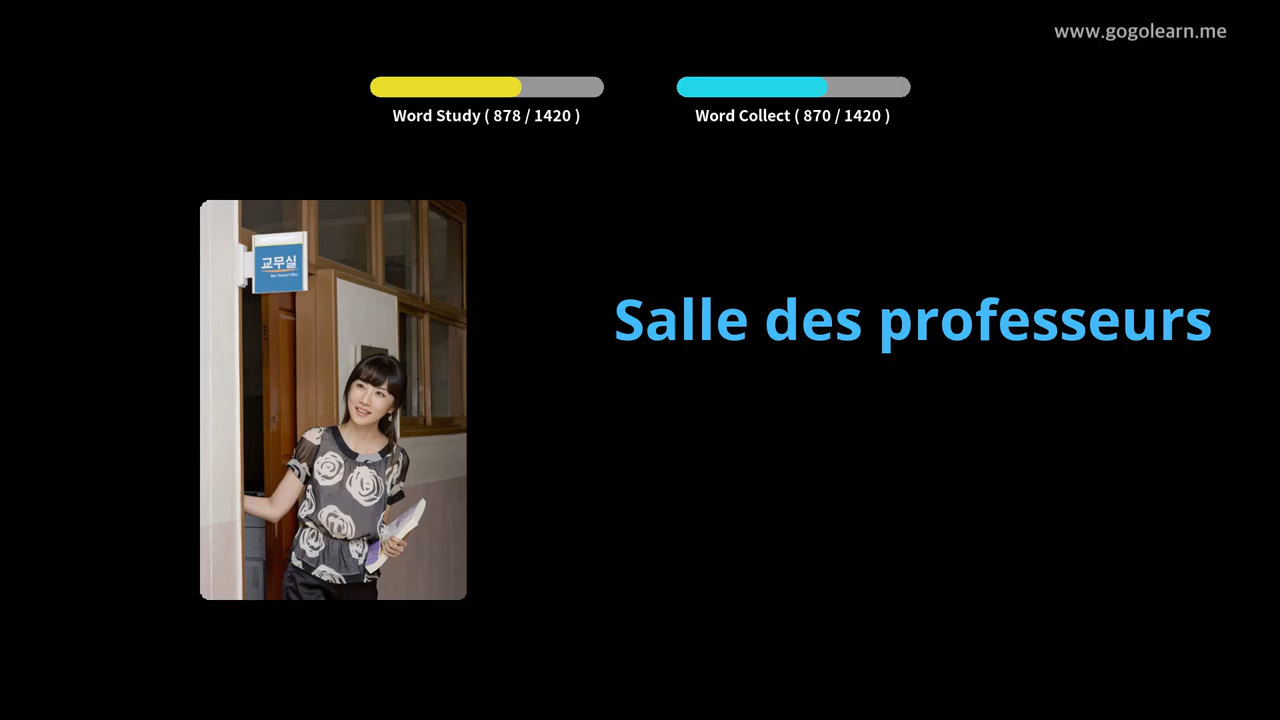 www.gogolearn.me
Word Study ( 878 / 1420 )
Word Collect ( 870 / 1420 )
교무실
Salle des professeurs